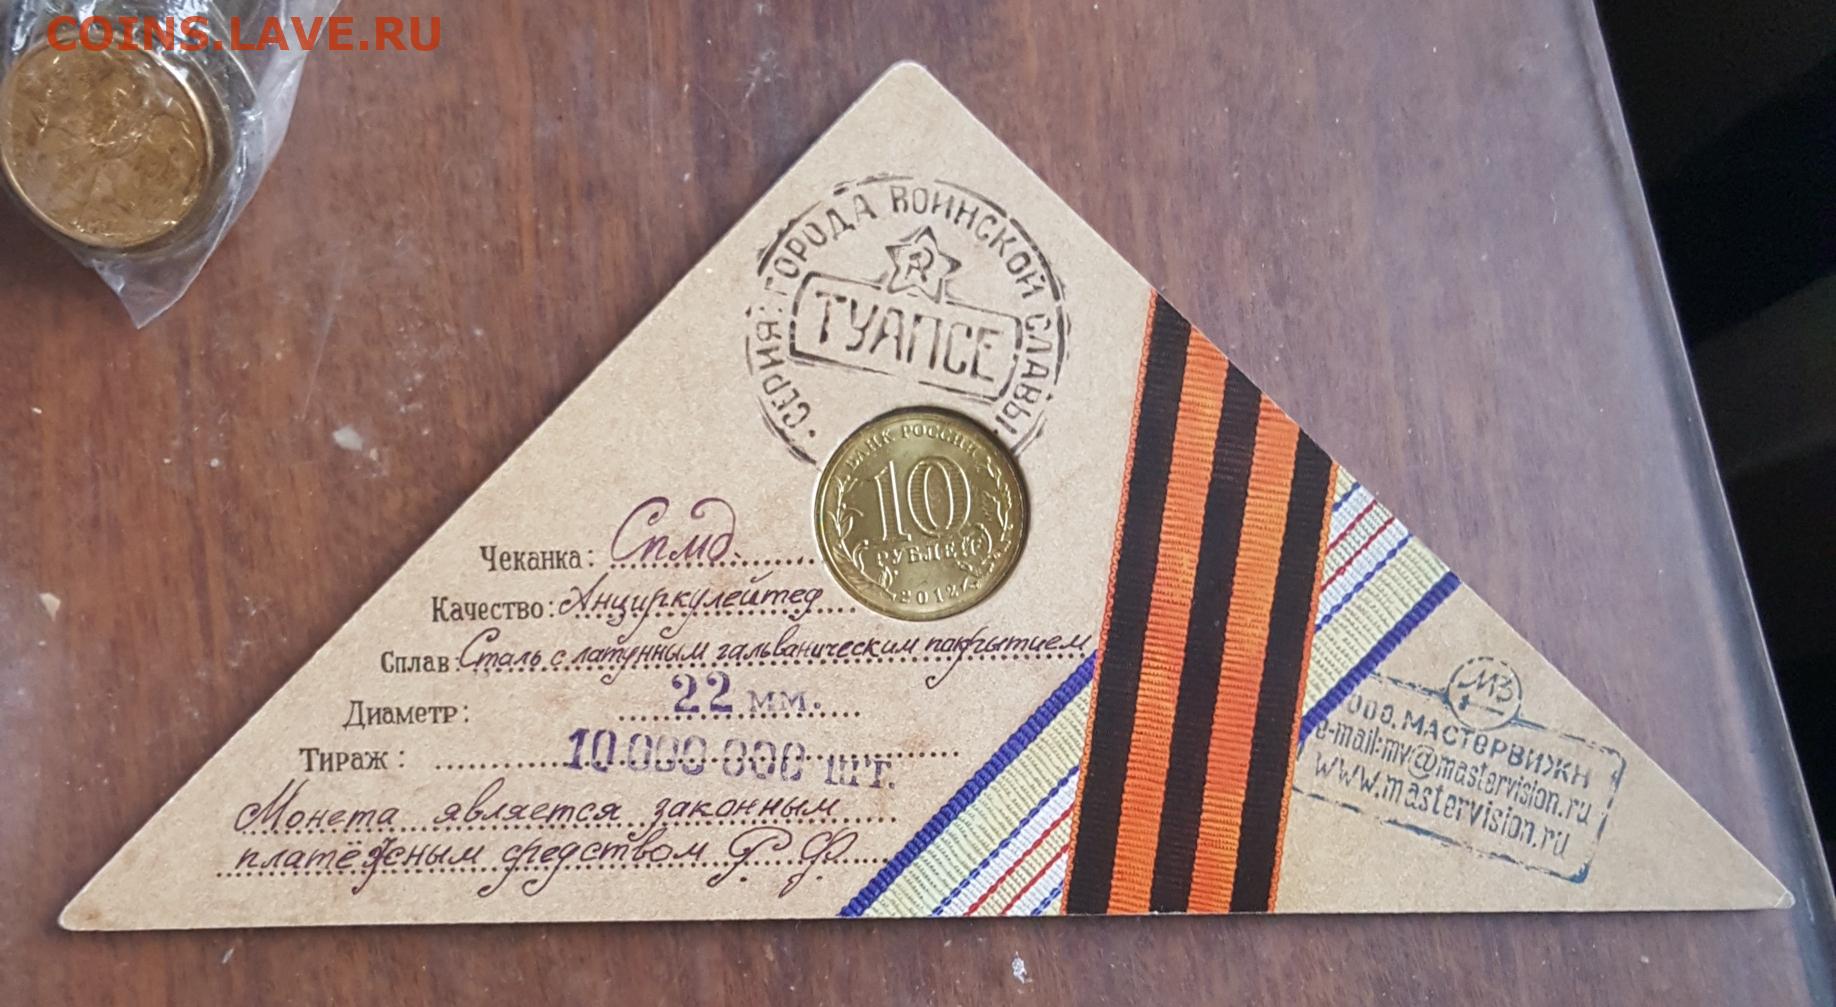 COINS.LAVE.RU
·СЕРИЯ: ГОРОДА ВОИНСКОЙ СЛАВЫ·
ТУАПСЕ
БАНК РОССИИ
10
РУБЛЕЙ
2012
Чеканка: Спмд.
Качество: Анциркулейтед
Сплав: Сталь с латунным гальваническим покрытием
Диаметр: 22 мм.
Тираж: 10 000 000 шт.
Монета является законным
платёжным средством РФ
МВ
ООО. МАСТЕРВИЖН
e-mail:mv@mastervision.ru
www.mastervision.ru